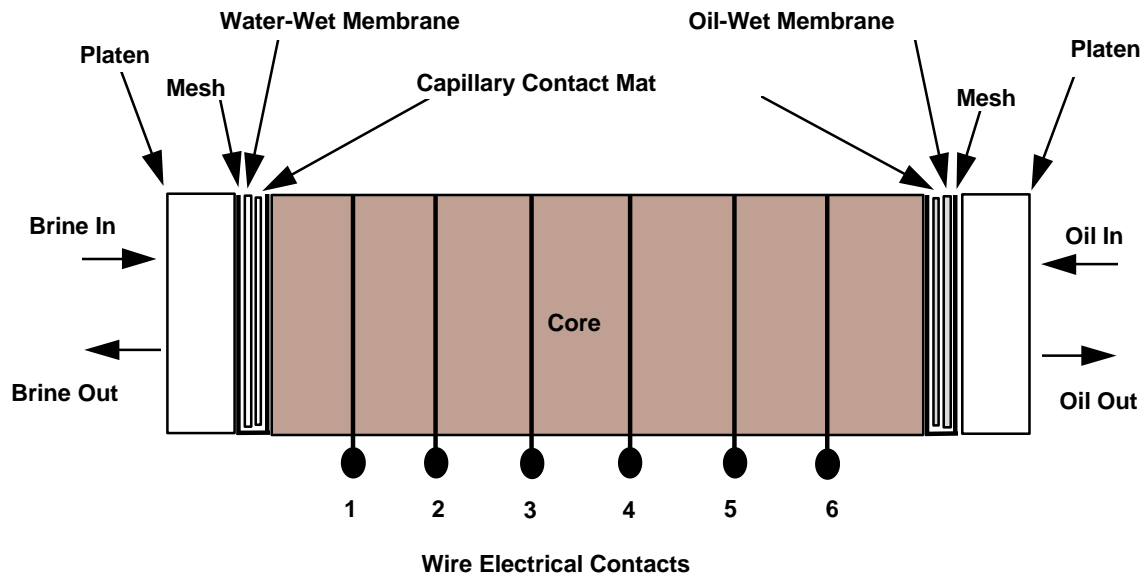 Water-Wet Membrane
Oil-Wet Membrane
Platen
Platen
Mesh
Capillary Contact Mat
Mesh
Brine In
Oil In
Core
Brine Out
Oil Out
1 2 3 4 5 6
Wire Electrical Contacts